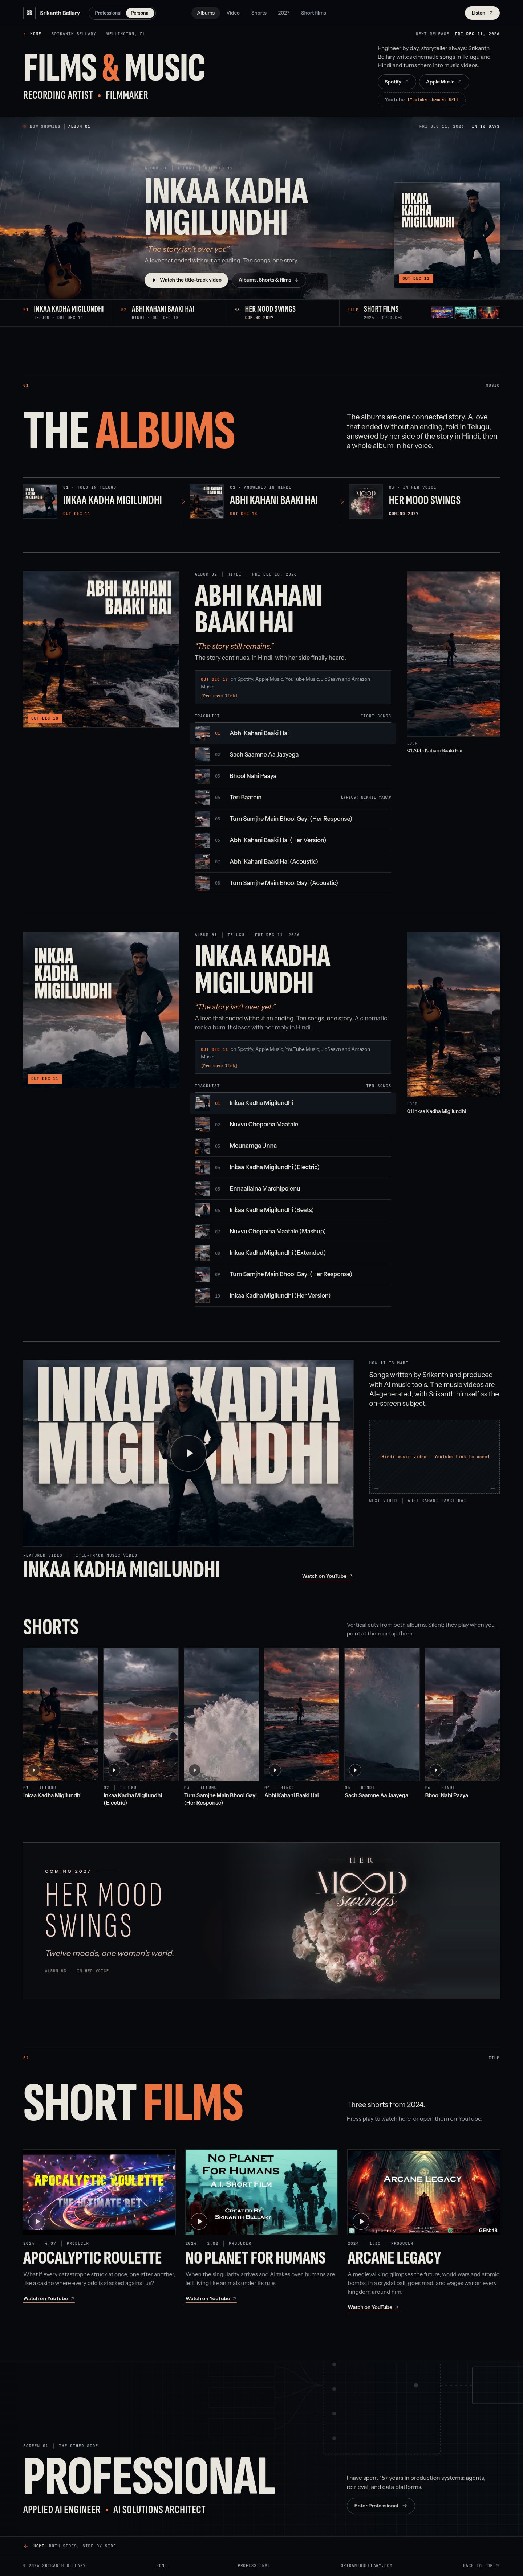 SB Srikanth Bellary Professional Personal Albums Video Shorts 2027 Short films Listen ↗
← HOME SRIKANTH BELLARY NEXT RELEASE FRI DEC 11, 2026
FILMS & MUSIC
RECORDING ARTIST • FILMMAKER
Engineer by day, storyteller always: Srikanth
Bellary writes cinematic songs in Telugu and
Hindi and turns them into music videos.
Spotify ↗ Apple Music ↗
YouTube [YouTube channel URL]
NOW SHOWING ALBUM 01 FRI DEC 11, 2026 IN 16 DAYS
INKAA KADHA
MIGILUNDHI
"The story isn't over yet."
A love that ended without an ending. Ten songs, one story.
Watch the title-track video Albums, Shorts & films ↓
INKAA
KADHA
MIGILUNDHI
OUT DEC 11
01 INKAA KADHA MIGILUNDHI
TELUGU · OUT DEC 11
02 ABHI KAHANI BAAKI HAI
HINDI · OUT DEC 18
03 HER MOOD SWINGS
COMING 2027
FILM SHORT FILMS
2024 · PRODUCER
01 MUSIC
THE ALBUMS
The albums are one connected story. A love
that ended without an ending, told in Telugu,
answered by her side of the story in Hindi, then
a whole album in her voice.
01 · TOLD IN TELUGU
INKAA KADHA MIGILUNDHI
OUT DEC 11
02 · ANSWERED IN HINDI
ABHI KAHANI BAAKI HAI
OUT DEC 18
03 · IN HER VOICE
HER MOOD SWINGS
COMING 2027
ABHI KAHANI
BAAKI HAI
OUT DEC 18
ALBUM 02 HINDI FRI DEC 18, 2026
ABHI KAHANI
BAAKI HAI
"The story still remains."
The story continues, in Hindi, with her side finally heard.
OUT DEC 18 on Spotify, Apple Music, YouTube Music, JioSaavn and Amazon
Music.
[Pre-save link]
TRACKLIST EIGHT SONGS
01 Abhi Kahani Baaki Hai
02 Sach Saamne Aa Jaayega
03 Bhool Nahi Paaya
04 Teri Baatein LYRICS: NIKHIL YADAV
05 Tum Samjhe Main Bhool Gayi (Her Response)
06 Abhi Kahani Baaki Hai (Her Version)
07 Abhi Kahani Baaki Hai (Acoustic)
08 Tum Samjhe Main Bhool Gayi (Acoustic)
LOOP
01 Abhi Kahani Baaki Hai
INKAA
KADHA
MIGILUNDHI
OUT DEC 11
ALBUM 01 TELUGU FRI DEC 11, 2026
INKAA KADHA
MIGILUNDHI
"The story isn't over yet."
A love that ended without an ending. Ten songs, one story. A cinematic
rock album. It closes with her reply in Hindi.
OUT DEC 11 on Spotify, Apple Music, YouTube Music, JioSaavn and Amazon
Music.
[Pre-save link]
TRACKLIST TEN SONGS
01 Inkaa Kadha Migilundhi
02 Nuvvu Cheppina Maatale
03 Mounamga Unna
04 Inkaa Kadha Migilundhi (Electric)
05 Ennaallaina Marchipolenu
06 Inkaa Kadha Migilundhi (Beats)
07 Nuvvu Cheppina Maatale (Mashup)
08 Inkaa Kadha Migilundhi (Extended)
09 Tum Samjhe Main Bhool Gayi (Her Response)
10 Inkaa Kadha Migilundhi (Her Version)
LOOP
01 Inkaa Kadha Migilundhi
INKAA KADHA
MIGILUNDHI
FEATURED VIDEO TITLE-TRACK MUSIC VIDEO
INKAA KADHA MIGILUNDHI
Watch on YouTube ↗
HOW IT IS MADE
Songs written by Srikanth and produced
with AI music tools. The music videos are
AI-generated, with Srikanth himself as the
on-screen subject.
[Hindi music video – YouTube link to come]
NEXT VIDEO ABHI KAHANI BAAKI HAI
SHORTS
Vertical cuts from both albums. Silent; they play when you
point at them or tap them.
01 TELUGU
Inkaa Kadha Migilundhi
02 TELUGU
Inkaa Kadha Migilundhi
(Electric)
03 TELUGU
Tum Samjhe Main Bhool Gayi
(Her Response)
04 HINDI
Abhi Kahani Baaki Hai
05 HINDI
Sach Saamne Aa Jaayega
06 HINDI
Bhool Nahi Paaya
COMING 2027
HER MOOD
SWINGS
Twelve moods, one woman's world.
ALBUM 03 IN HER VOICE
HER
MOOD
swings
03 FILM
SHORT FILMS
Three shorts from 2024.
Press play to watch here, or open them on YouTube.
APOCALYPTIC ROULETTE
THE ULTIMATE BET
2024 4:07 PRODUCER
APOCALYPTIC ROULETTE
What if every catastrophe struck at once, one after another,
like a casino where every odd is stacked against us?
Watch on YouTube ↗
NO PLANET
FOR HUMANS
A.I. SHORT FILM
CREATED BY
SRIKANTH BELLARY
2024 2:02 PRODUCER
NO PLANET FOR HUMANS
When the singularity arrives and AI takes over, humans are
left living like animals under its rule.
Watch on YouTube ↗
ARCANE LEGACY
GEN:48
2024 1:30 PRODUCER
ARCANE LEGACY
A medieval king glimpses the future, world wars and atomic
bombs, in a crystal ball, goes mad, and wages war on every
kingdom around him.
Watch on YouTube ↗
SCREEN 01 THE OTHER SIDE
PROFESSIONAL
APPLIED AI ENGINEER • AI SOLUTIONS ARCHITECT
I have spent 15+ years in production systems: agents,
retrieval, and data platforms.
Enter Professional →
← HOME BOTH SIDES, SIDE BY SIDE
© 2026 SRIKANTH BELLARY HOME PROFESSIONAL SRIKANTHBELLARY.COM BACK TO TOP ↗